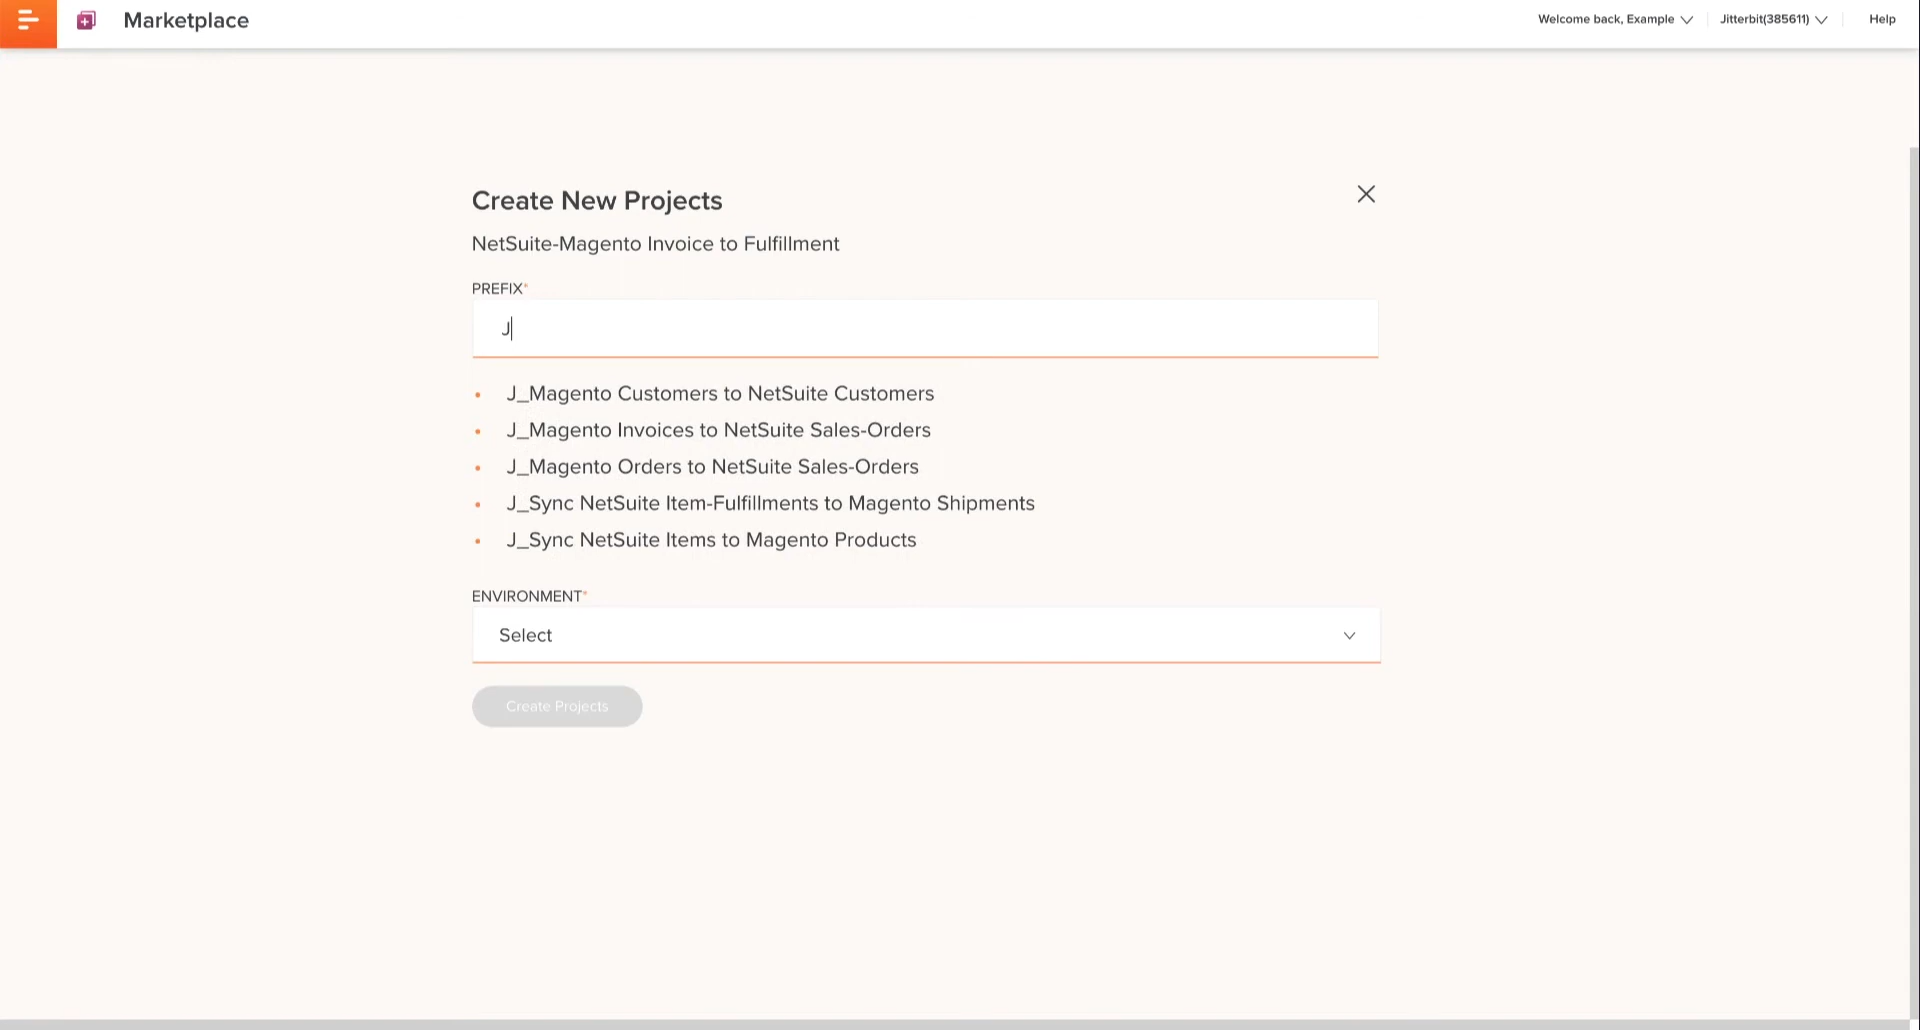 Marketplace
Welcome back, Example
Jitterbit(385611)
Help
Create New Projects
NetSuite-Magento Invoice to Fulfillment
PREFIX*
J
• J_Magento Customers to NetSuite Customers
• J_Magento Invoices to NetSuite Sales-Orders
• J_Magento Orders to NetSuite Sales-Orders
• J_Sync NetSuite Item-Fulfillments to Magento Shipments
• J_Sync NetSuite Items to Magento Products
ENVIRONMENT*
Select
Create Projects